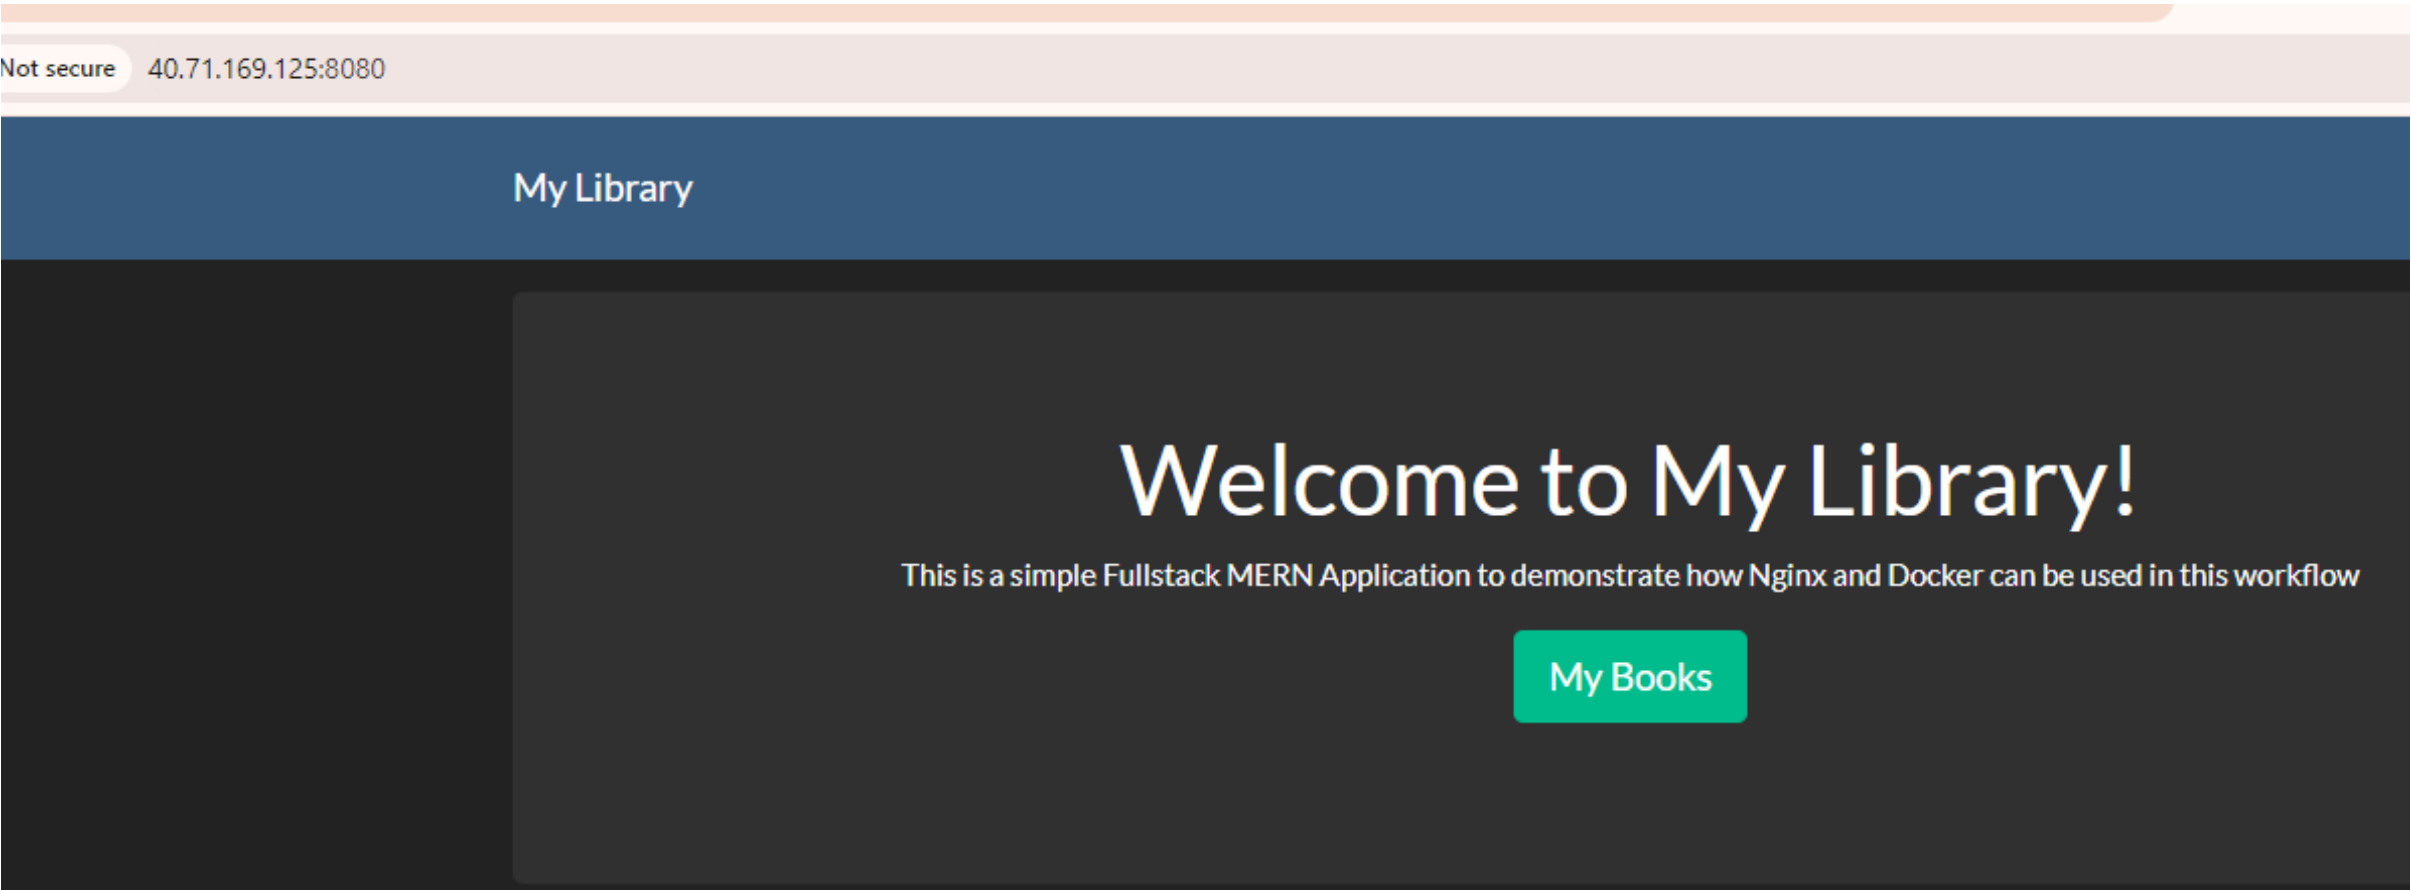 Not secure 40.71.169.125:8080
My Library
Welcome to My Library!
This is a simple Fullstack MERN Application to demonstrate how Nginx and Docker can be used in this workflow
My Books